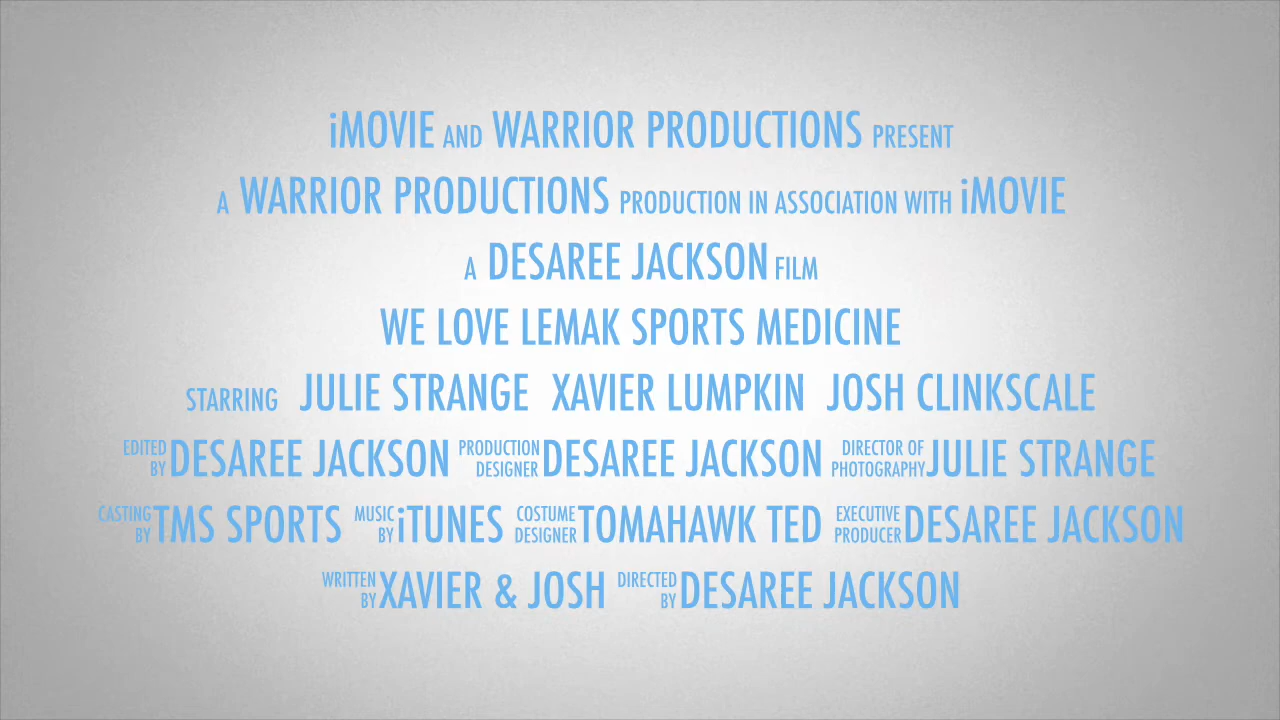 iMOVIE AND WARRIOR PRODUCTIONS PRESENT
A WARRIOR PRODUCTIONS PRODUCTION IN ASSOCIATION WITH iMOVIE
A DESAREE JACKSON FILM
WE LOVE LEMAK SPORTS MEDICINE
STARRING JULIE STRANGE XAVIER LUMPKIN JOSH CLINKSCALE
EDITED BY DESAREE JACKSON PRODUCTION DESIGNER DESAREE JACKSON DIRECTOR OF PHOTOGRAPHY JULIE STRANGE
CASTING BY TMS SPORTS MUSIC BY iTUNES COSTUME DESIGNER TOMAHAWK TED EXECUTIVE PRODUCER DESAREE JACKSON
WRITTEN BY XAVIER & JOSH DIRECTED BY DESAREE JACKSON